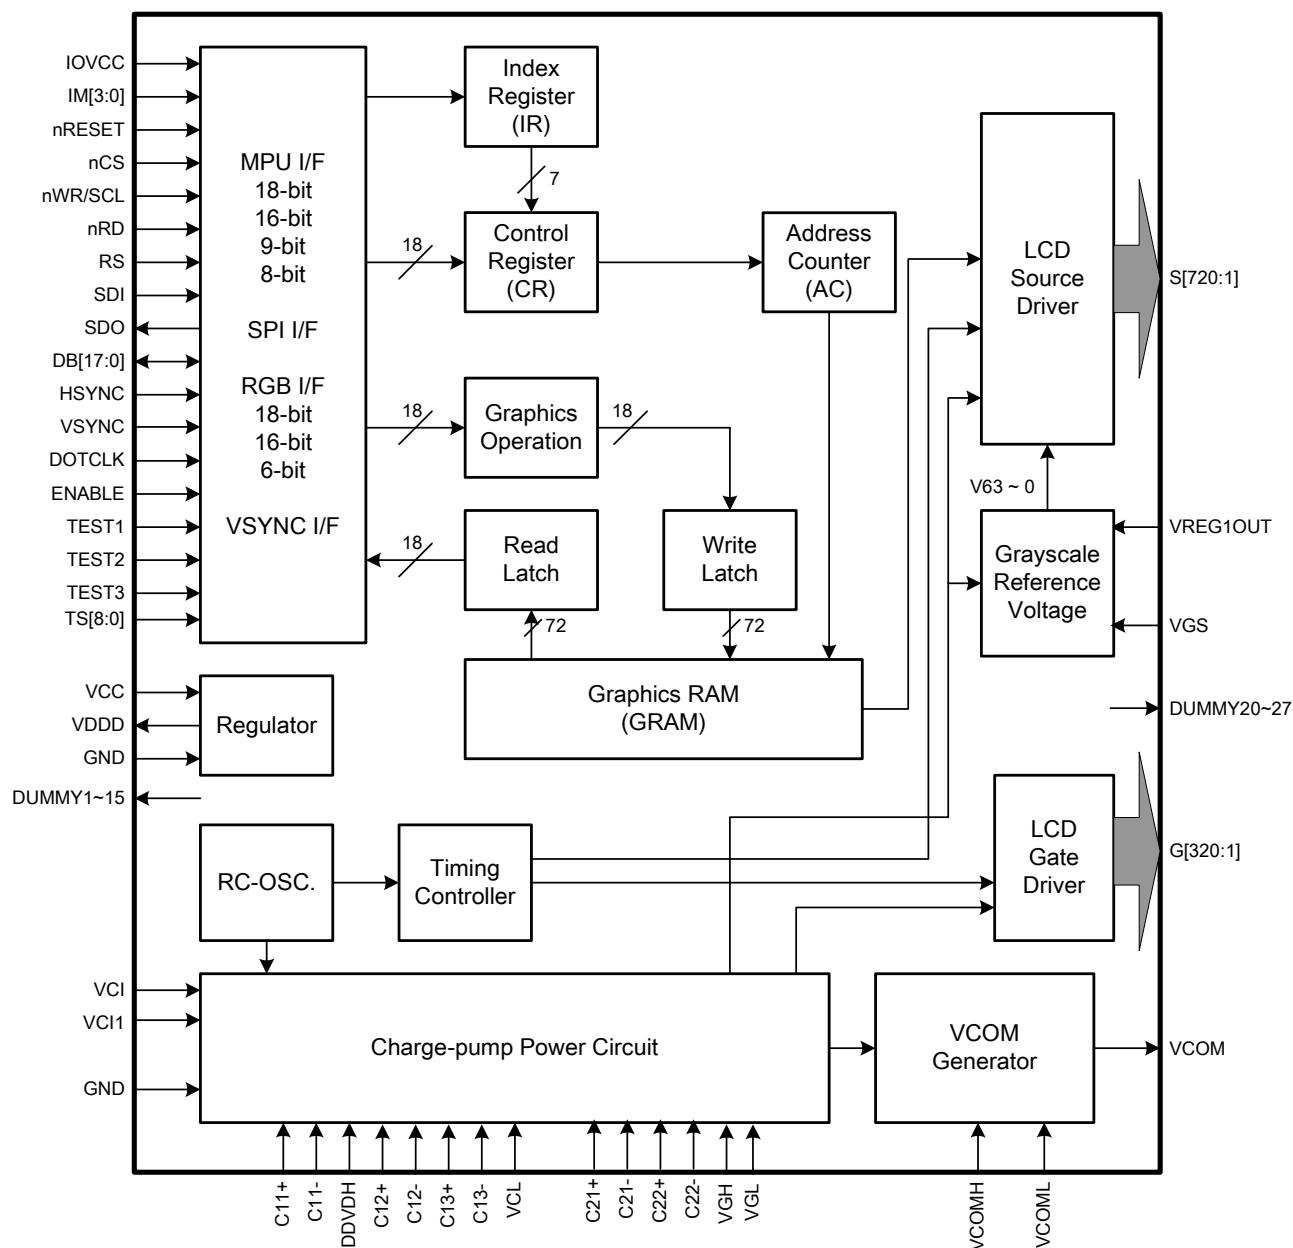 IOVCC
IM[3:0]
nRESET
nCS
nWR/SCL
nRD
RS
SDI
SDO
DB[17:0]
HSYNC
VSYNC
DOTCLK
ENABLE
TEST1
TEST2
TEST3
TS[8:0]
MPU I/F
18-bit
16-bit
9-bit
8-bit
SPI I/F
RGB I/F
18-bit
16-bit
6-bit
VSYNC I/F
Index
Register
(IR)
7
18
Control
Register
(CR)
Address
Counter
(AC)
18
Graphics
Operation
18
18
Read
Latch
Write
Latch
72
72
Graphics RAM
(GRAM)
LCD
Source
Driver
S[720:1]
V63 ~ 0
Grayscale
Reference
Voltage
VREG1OUT
VGS
DUMMY20~27
VCC
VDDD
GND
Regulator
DUMMY1~15
RC-OSC.
Timing
Controller
LCD
Gate
Driver
G[320:1]
VCI
VCI1
GND
Charge-pump Power Circuit
VCOM
Generator
VCOM
C11+
C11-
DDVDH
C12+
C12-
C13+
C13-
VCL
C21+
C21-
C22+
C22-
VGH
VGL
VCOMH
VCOML